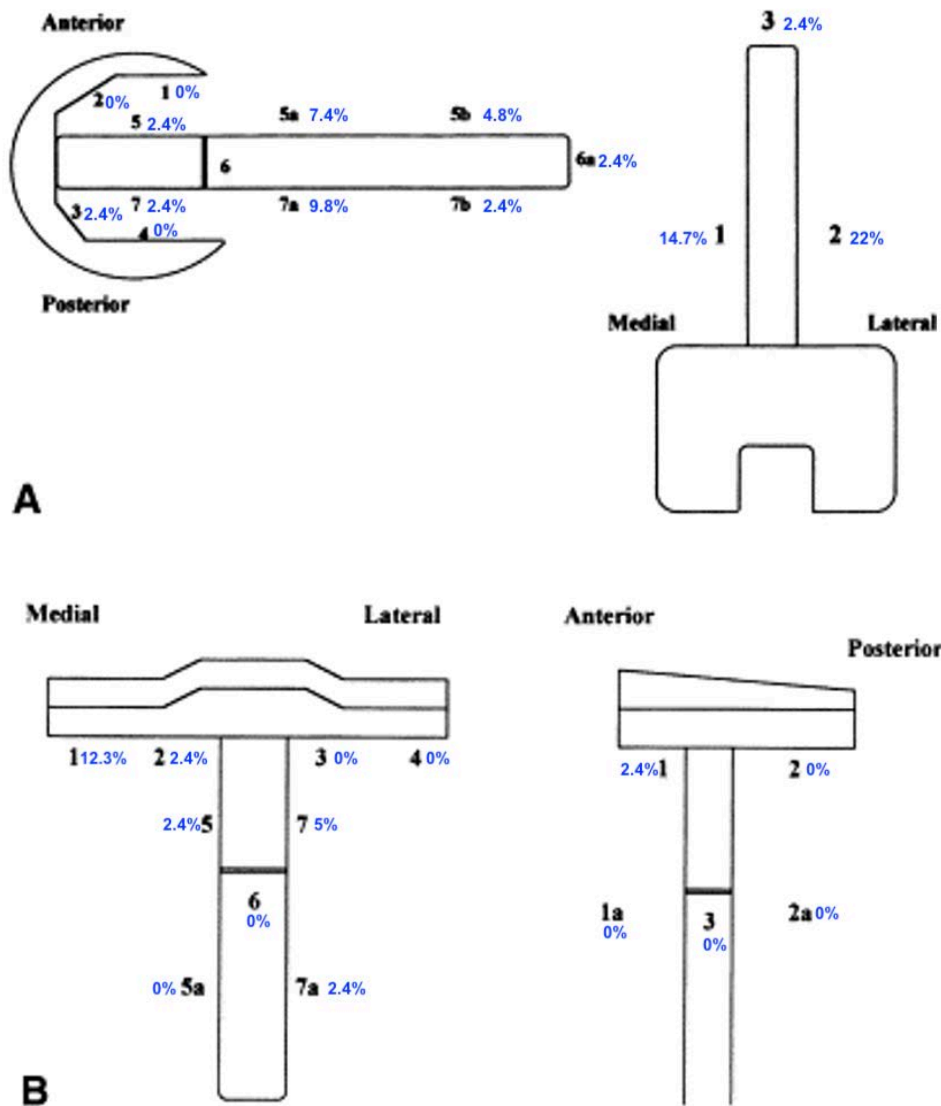 Anterior
3 2.4%
1 0%
2 0%
5 2.4%
5a 7.4%
5b 4.8%
6
6a 2.4%
3 2.4%
7 2.4%
7a 9.8%
7b 2.4%
4 0%
Posterior
14.7% 1
2 22%
Medial
Lateral
A
Medial
Lateral
Anterior
Posterior
1 12.3%
2 2.4%
3 0%
4 0%
2.4% 1
2 0%
2.4% 5
7 5%
6
0%
1a
0%
3
0%
2a 0%
0% 5a
7a 2.4%
B